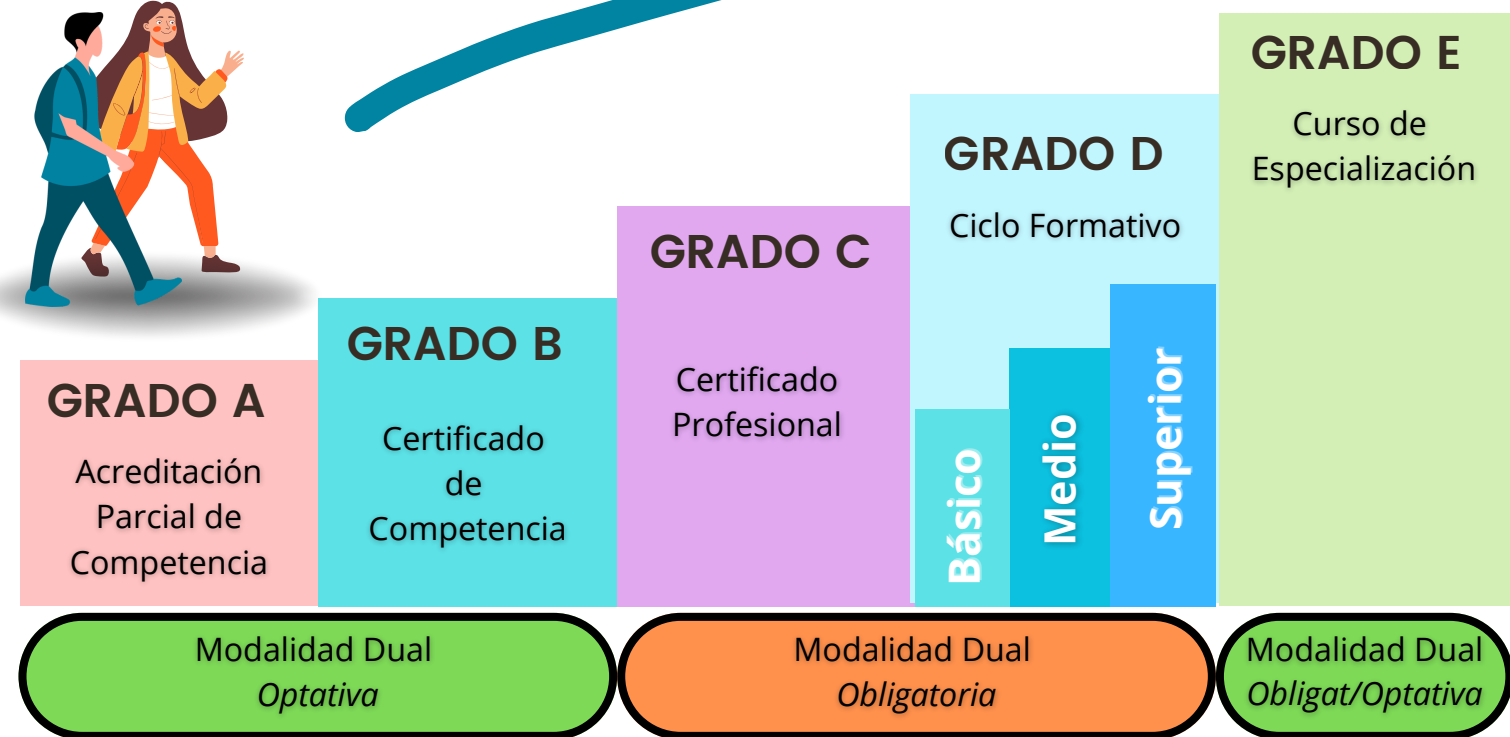 GRADO A
Acreditación
Parcial de
Competencia
GRADO B
Certificado
de
Competencia
GRADO C
Certificado
Profesional
GRADO D
Ciclo Formativo
Básico
Medio
Superior
GRADO E
Curso de
Especialización
Modalidad Dual
Optativa
Modalidad Dual
Obligatoria
Modalidad Dual
Obligat/Optativa